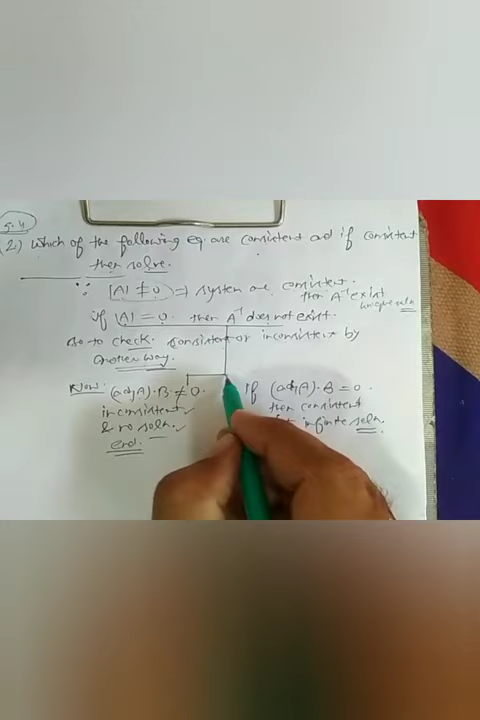 5.4
(2) Which of the following eq. are consistent and if consistent
then solve.
∵ |A| ≠ 0 ⇒ system are consistent.
then A⁻¹ exist
unique soln
if |A| = 0. then A⁻¹ does not exist.
so to check. consistent or inconsistent by
another way.
Now (adjA)·B ≠ 0.
inconsistent
& no soln.
end.
If (adjA)·B = 0.
then consistent
infinite soln.